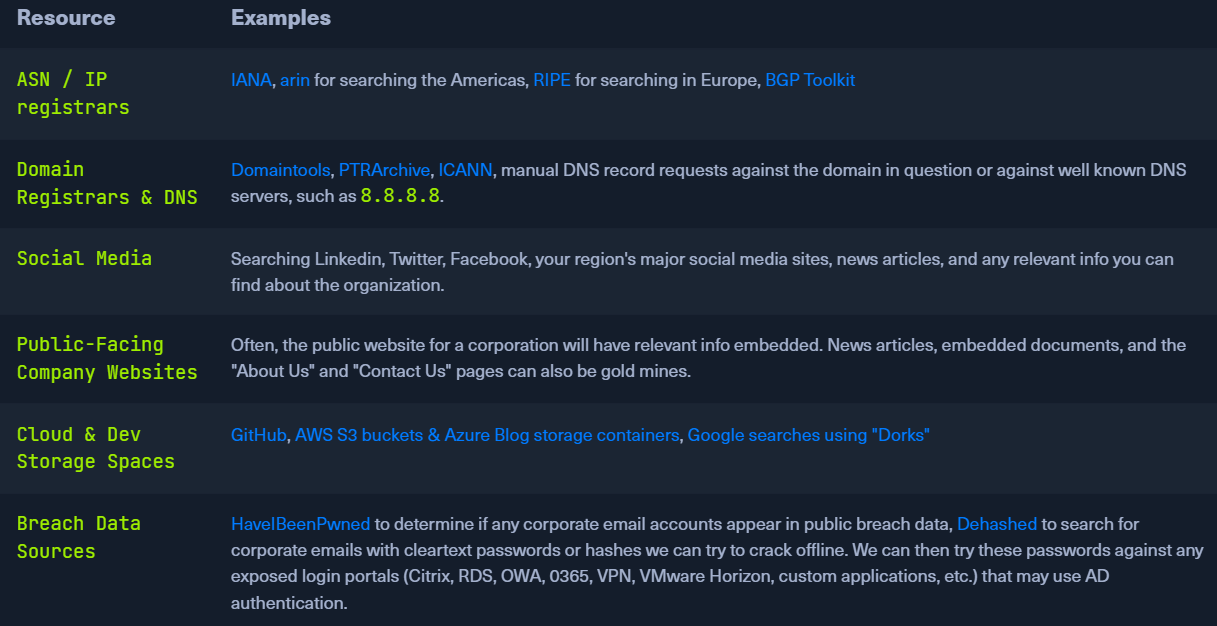 Resource Examples
ASN / IP registrars
IANA, arin for searching the Americas, RIPE for searching in Europe, BGP Toolkit
Domain
Registrars & DNS
Domaintools, PTRArchive, ICANN, manual DNS record requests against the domain in question or against well known DNS
servers, such as 8.8.8.8.
Social Media
Searching Linkedin, Twitter, Facebook, your region's major social media sites, news articles, and any relevant info you can
find about the organization.
Public-Facing
Company Websites
Often, the public website for a corporation will have relevant info embedded. News articles, embedded documents, and the
"About Us" and "Contact Us" pages can also be gold mines.
Cloud & Dev
Storage Spaces
GitHub, AWS S3 buckets & Azure Blog storage containers, Google searches using "Dorks"
Breach Data
Sources
HaveIBeenPwned to determine if any corporate email accounts appear in public breach data, Dehashed to search for
corporate emails with cleartext passwords or hashes we can try to crack offline. We can then try these passwords against any
exposed login portals (Citrix, RDS, OWA, 0365, VPN, VMware Horizon, custom applications, etc.) that may use AD
authentication.